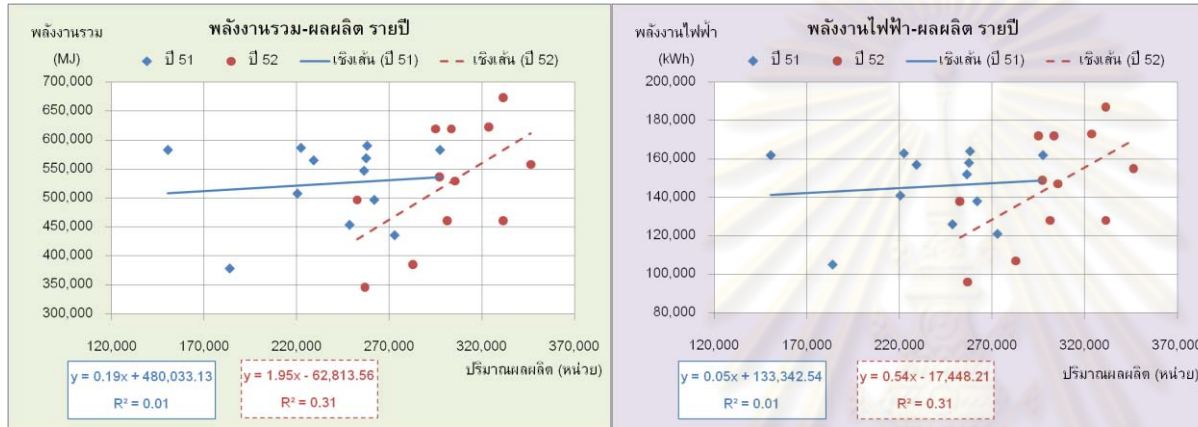 พลังงานรวม-ผลผลิต รายปี
พลังงานรวม
(MJ)
ปี 51 ปี 52 เชิงเส้น (ปี 51) เชิงเส้น (ปี 52)
700,000
650,000
600,000
550,000
500,000
450,000
400,000
350,000
300,000
120,000 170,000 220,000 270,000 320,000 370,000
ปริมาณผลผลิต (หน่วย)
y = 0.19x + 480,033.13
R² = 0.01
y = 1.95x - 62,813.56
R² = 0.31
พลังงานไฟฟ้า-ผลผลิต รายปี
พลังงานไฟฟ้า
(kWh)
ปี 51 ปี 52 เชิงเส้น (ปี 51) เชิงเส้น (ปี 52)
200,000
180,000
160,000
140,000
120,000
100,000
80,000
120,000 170,000 220,000 270,000 320,000 370,000
ปริมาณผลผลิต (หน่วย)
y = 0.05x + 133,342.54
R² = 0.01
y = 0.54x - 17,448.21
R² = 0.31